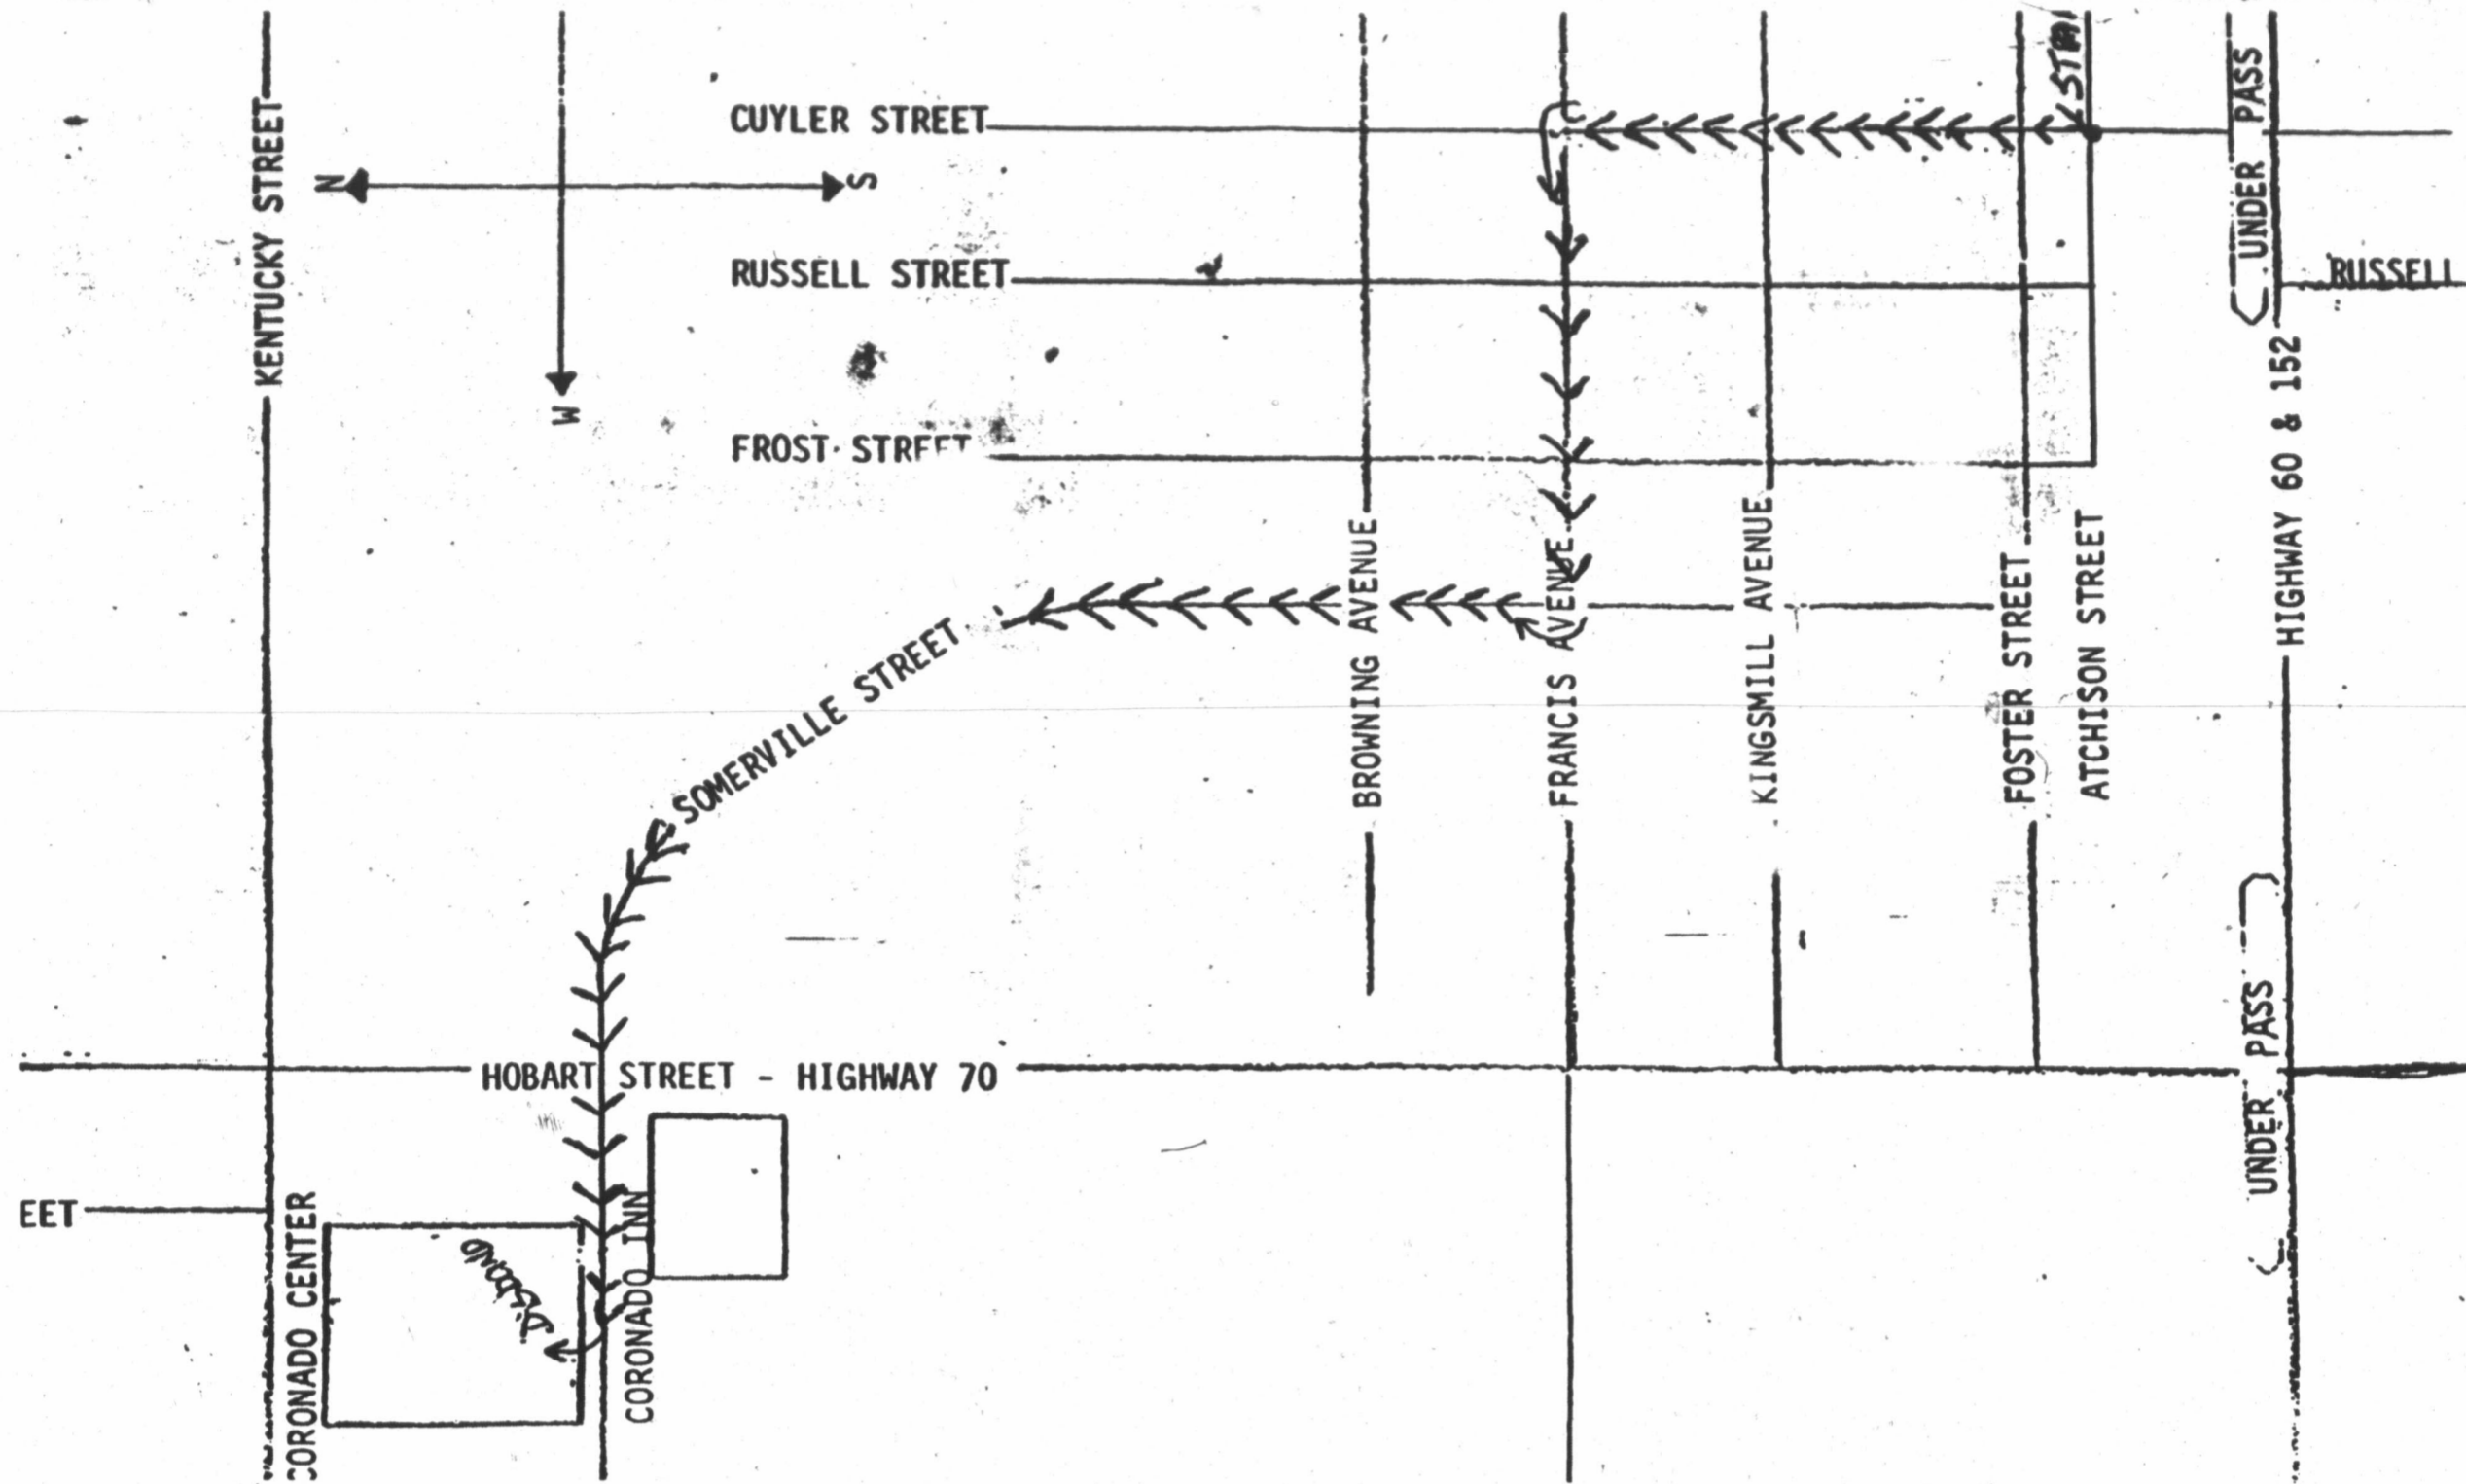 CUYLER STREET
UNDER PASS
KENTUCKY STREET
N
S
RUSSELL STREET
RUSSELL
W
FROST STREET
HIGHWAY 60 & 152
BROWNING AVENUE
FRANCIS AVENUE
KINGSMILL AVENUE
FOSTER STREET
ATCHISON STREET
SOMERVILLE STREET
HOBART STREET - HIGHWAY 70
UNDER PASS
EET
CORONADO CENTER
CORONADO INN